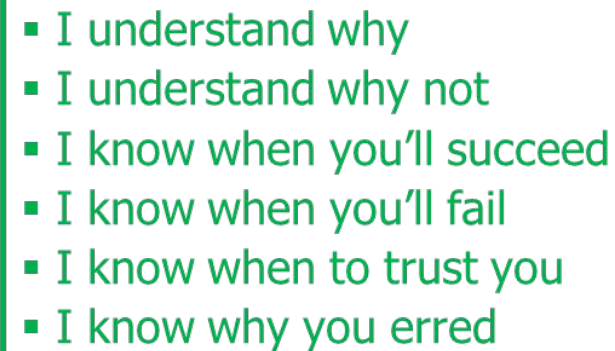 ▪ I understand why
▪ I understand why not
▪ I know when you’ll succeed
▪ I know when you’ll fail
▪ I know when to trust you
▪ I know why you erred